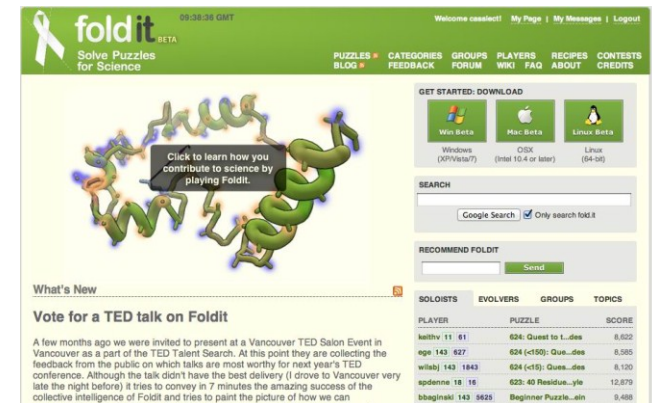 foldit
BETA
Solve Puzzles
for Science
09:38:36 GMT
Welcome casalect! My Page | My Messages | Logout
PUZZLES CATEGORIES GROUPS PLAYERS RECIPES CONTESTS
BLOG FEEDBACK FORUM WIKI FAQ ABOUT CREDITS
Click to learn how you
contribute to science by
playing Foldit.
What's New
Vote for a TED talk on Foldit
A few months ago we were invited to present at a Vancouver TED Salon Event in
Vancouver as a part of the TED Talent Search. At this point they are collecting the
feedback from the public on which talks are most worthy for next year's TED
conference. Although the talk didn't have the best delivery (I drove to Vancouver very
late the night before) it tries to convey in 7 minutes the amazing success of the
collective intelligence of Foldit and tries to paint the picture of how we can
GET STARTED: DOWNLOAD
Win Beta Mac Beta Linux Beta
Windows OSX Linux
(XP/Vista/7) (Intel 10.4 or later) (64-bit)
SEARCH
Google Search Only search fold.it
RECOMMEND FOLDIT
Send
SOLOISTS EVOLVERS GROUPS TOPICS
PLAYER PUZZLE SCORE
keithv 11 61 624: Quest to t...des 8,622
ege 143 627 624 (<150): Que...des 8,585
wilsbj 143 1843 624 (<15): Ques...des 8,120
spdenne 18 16 623: 40 Residue...yle 12,879
bbaginski 143 5625 Beginner Puzzle...ein 9,488